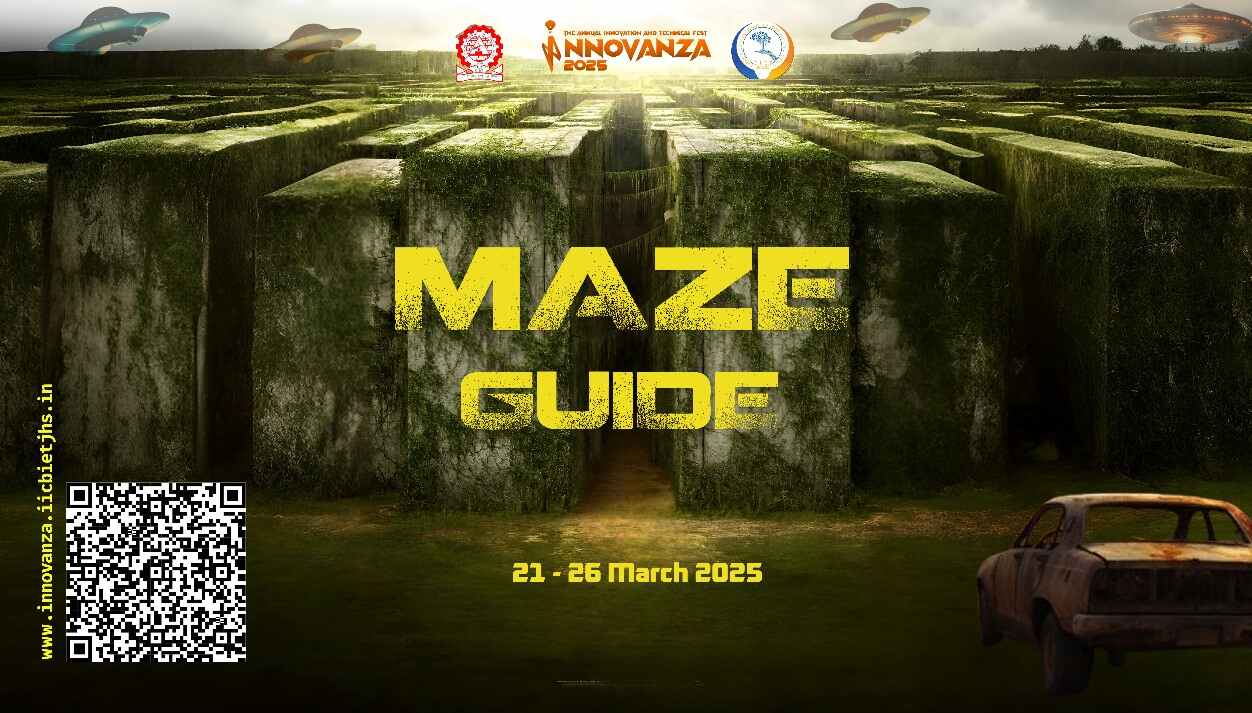 THE ANNUAL INNOVATION AND TECHNICAL FEST
INNOVANZA
2025
MAZE
GUIDE
21 - 26 March 2025
www.innovanza.iicbietjhs.in